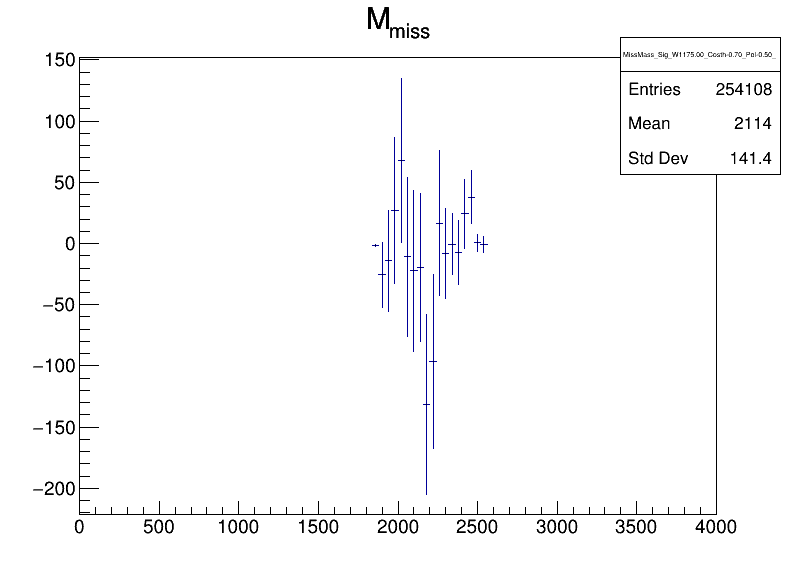 M_miss
MissMass_Sig_W1175.00_Costh-0.70_Pol-0.50_
Entries 254108
Mean 2114
Std Dev 141.4
150
100
50
0
−50
−100
−150
−200
0 500 1000 1500 2000 2500 3000 3500 4000